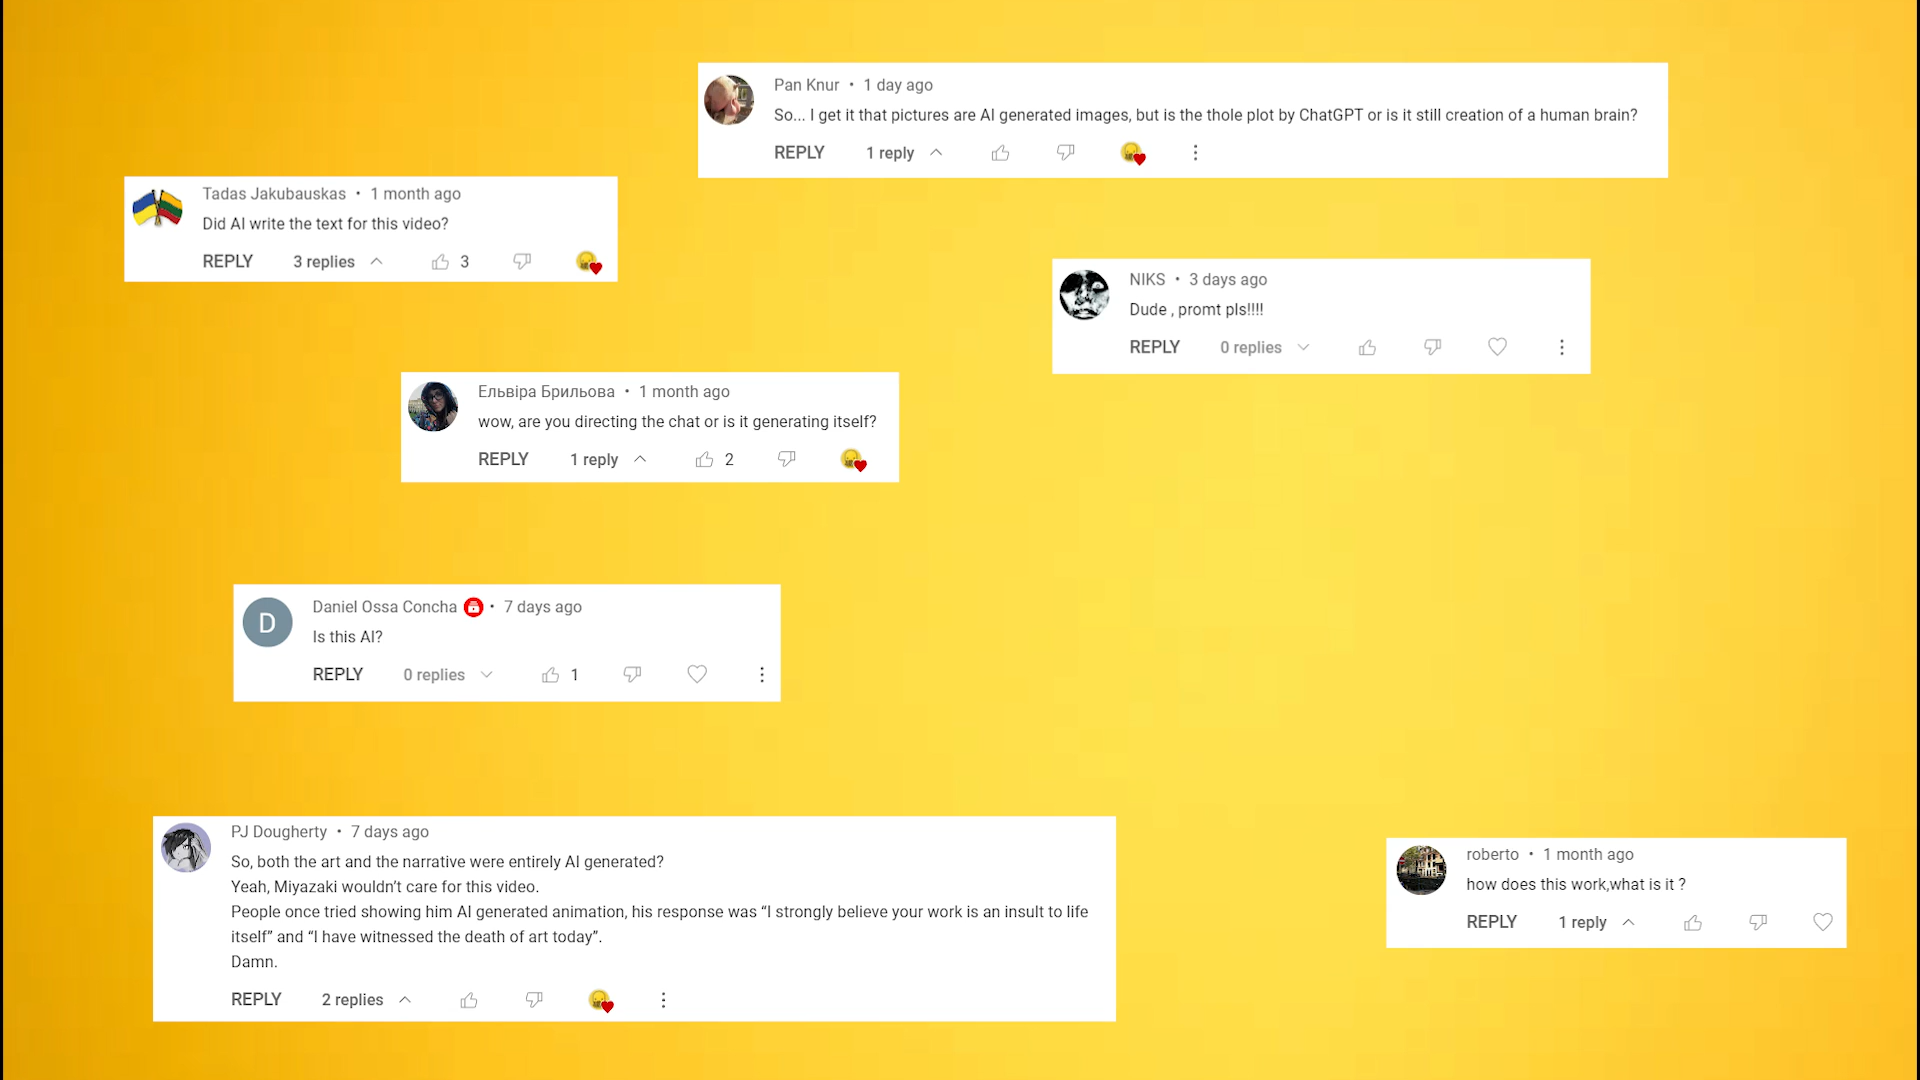 Pan Knur • 1 day ago
So... I get it that pictures are AI generated images, but is the thole plot by ChatGPT or is it still creation of a human brain?
REPLY 1 reply
Tadas Jakubauskas • 1 month ago
Did AI write the text for this video?
REPLY 3 replies 3
NIKS • 3 days ago
Dude , promt pls!!!!
REPLY 0 replies
Ельвіра Брильова • 1 month ago
wow, are you directing the chat or is it generating itself?
REPLY 1 reply 2
D
Daniel Ossa Concha • 7 days ago
Is this AI?
REPLY 0 replies 1
PJ Dougherty • 7 days ago
So, both the art and the narrative were entirely AI generated?
Yeah, Miyazaki wouldn't care for this video.
People once tried showing him AI generated animation, his response was “I strongly believe your work is an insult to life
itself” and “I have witnessed the death of art today”.
Damn.
REPLY 2 replies
roberto • 1 month ago
how does this work,what is it ?
REPLY 1 reply